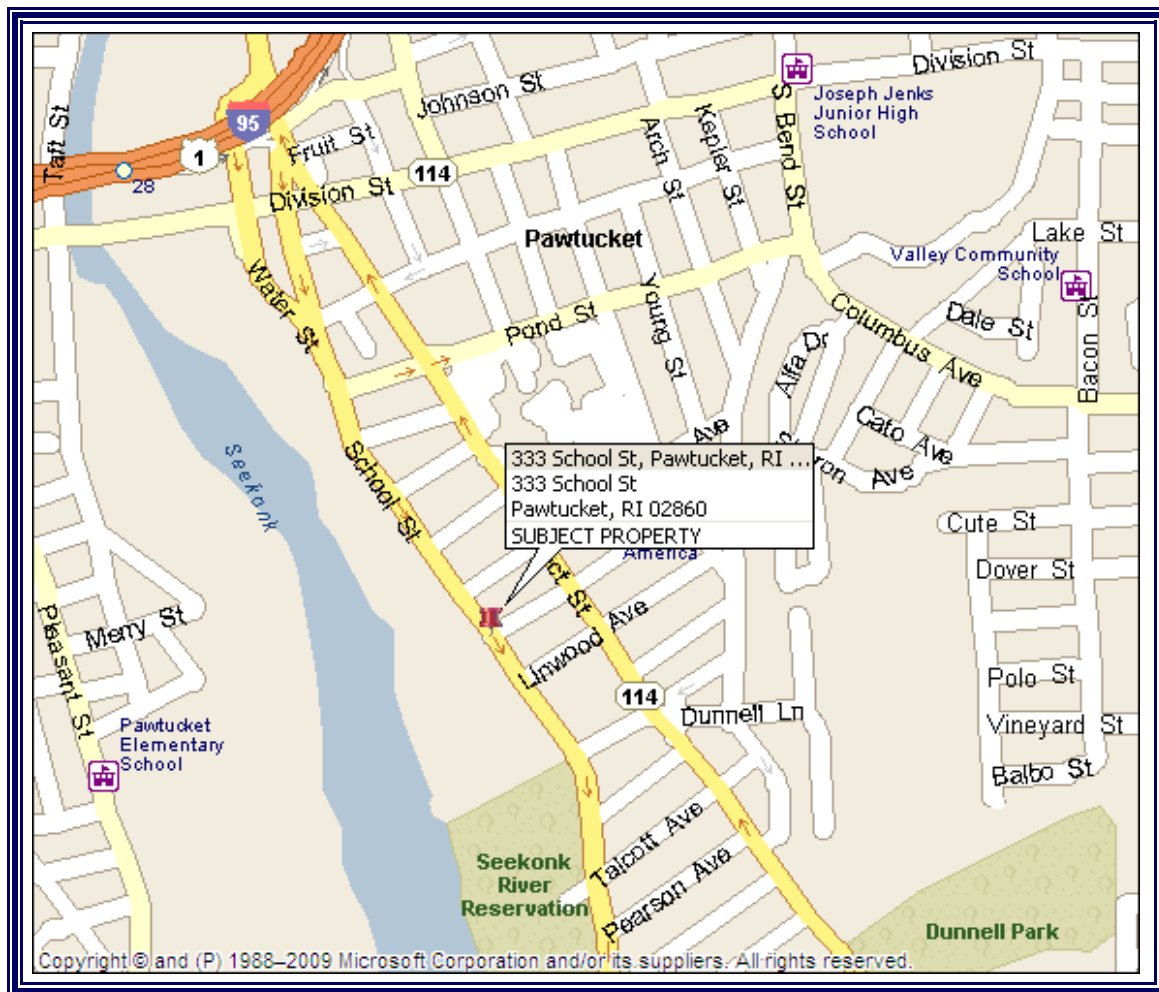 Division St
Johnson St
Joseph Jenks
Junior High
School
Taft St
95
1
28
Fruit St
Division St
114
Arch St
Kepler St
S Bend St
Pawtucket
Lake St
Valley Community
School
Water St
Pond St
Young St
Columbus Ave
Dale St
Bacon St
Alfa Dr
Cato Ave
Ave
Ave
Seekonk
School St
333 School St, Pawtucket, RI ...
333 School St
Pawtucket, RI 02860
SUBJECT PROPERTY
America
Cute St
Dover St
ct St
Merry St
Pleasant St
Linwood Ave
114
Dunnell Ln
Polo St
Vineyard St
Balbo St
Pawtucket
Elementary
School
Talcott Ave
Pearson Ave
Seekonk
River
Reservation
Dunnell Park
Copyright © and (P) 1988–2009 Microsoft Corporation and/or its suppliers. All rights reserved.